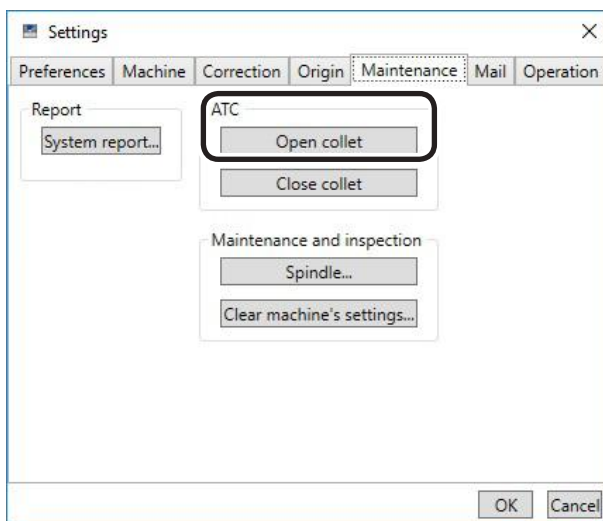 Settings
Preferences Machine Correction Origin Maintenance Mail Operation
Report
System report...
ATC
Open collet
Close collet
Maintenance and inspection
Spindle...
Clear machine's settings...
OK Cancel